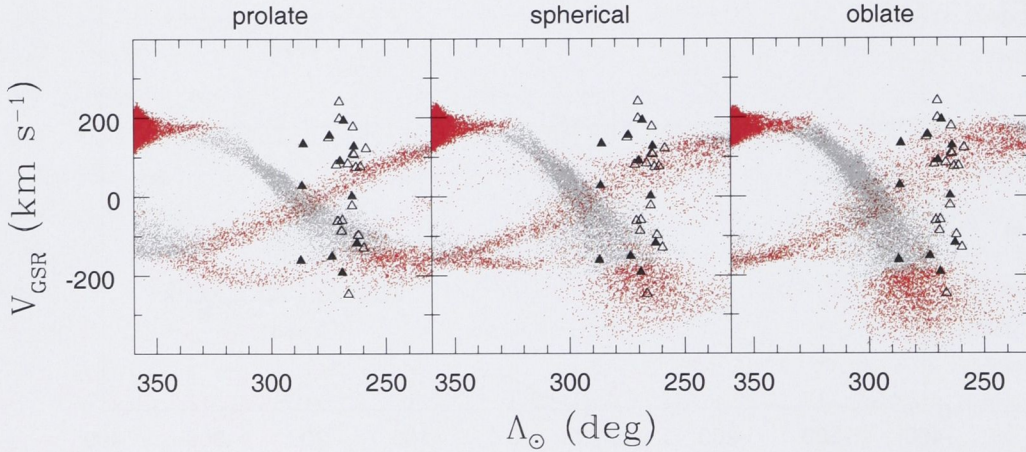 prolate spherical oblate
200
0
-200
V_GSR (km s⁻¹)
350 300 250 350 300 250 350 300 250
Λ_⊙ (deg)